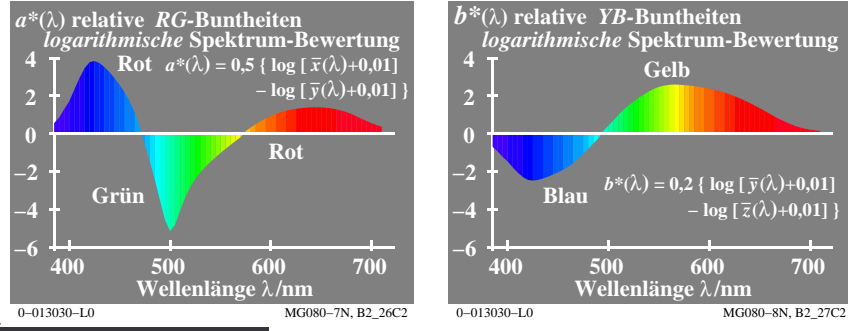 a*(λ) relative RG-Buntheiten
logarithmische Spektrum-Bewertung
Rot a*(λ) = 0,5 { log [ x̅(λ)+0,01]
− log [ y̅(λ)+0,01] }
4
2
0
−2
−4
−6
Rot
Grün
400 500 600 700
Wellenlänge λ/nm
0−013030−L0 MG080−7N, B2_26C2
b*(λ) relative YB-Buntheiten
logarithmische Spektrum-Bewertung
Gelb
4
2
0
−2
−4
−6
Blau
b*(λ) = 0,2 { log [ y̅(λ)+0,01]
− log [ z̅(λ)+0,01] }
400 500 600 700
Wellenlänge λ/nm
0−013030−L0 MG080−8N, B2_27C2